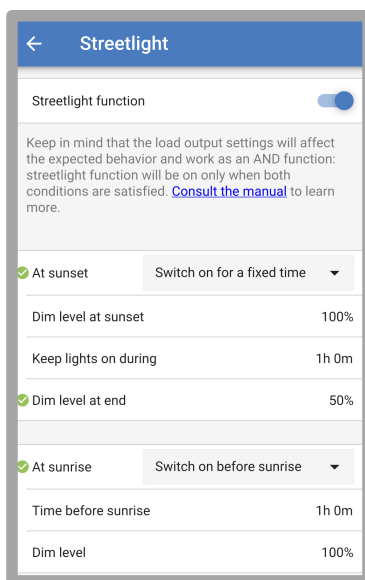 Streetlight
Streetlight function
Keep in mind that the load output settings will affect
the expected behavior and work as an AND function:
streetlight function will be on only when both
conditions are satisfied. Consult the manual to learn
more.
At sunset Switch on for a fixed time
Dim level at sunset 100%
Keep lights on during 1h 0m
Dim level at end 50%
At sunrise Switch on before sunrise
Time before sunrise 1h 0m
Dim level 100%